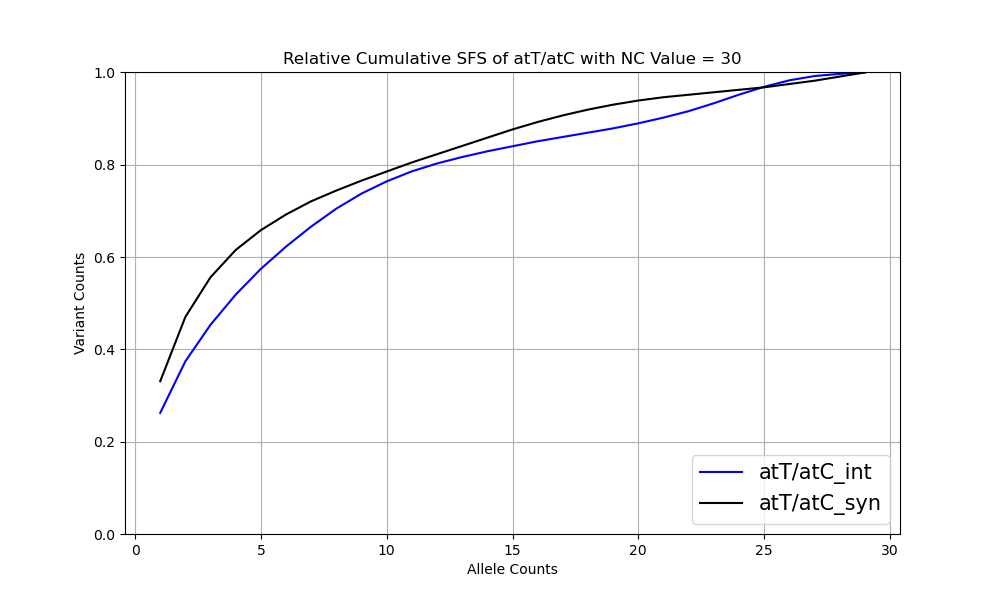 Relative Cumulative SFS of atT/atC with NC Value = 30
1.0
0.8
0.6
0.4
0.2
0.0
Variant Counts
0 5 10 15 20 25 30
Allele Counts
atT/atC_int
atT/atC_syn